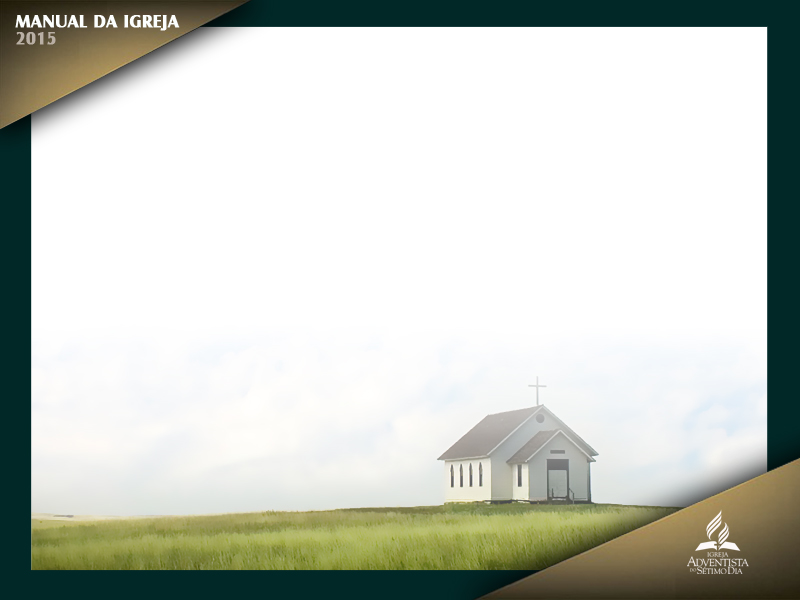 MANUAL DA IGREJA
2015
IGREJA
ADVENTISTA
DO SÉTIMO DIA